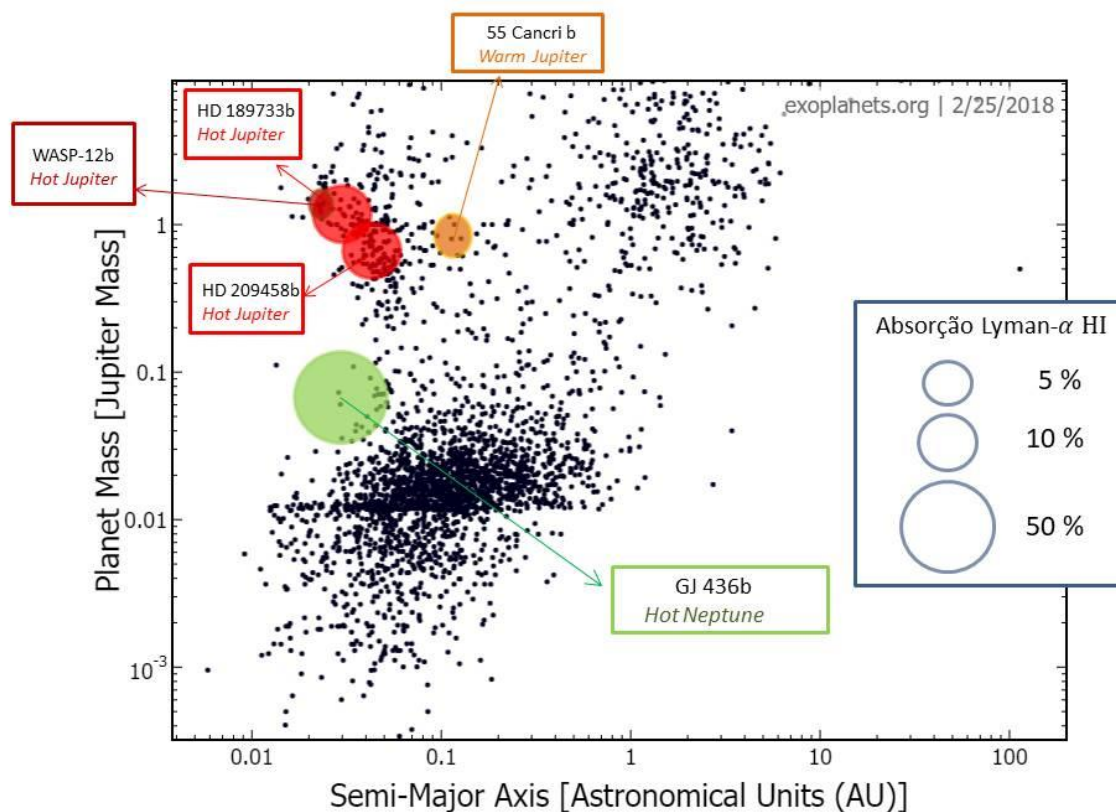 55 Cancri b
Warm Jupiter
exoplanets.org | 2/25/2018
HD 189733b
Hot Jupiter
WASP-12b
Hot Jupiter
HD 209458b
Hot Jupiter
Planet Mass [Jupiter Mass]
1
0.1
0.01
10⁻³
Absorção Lyman-α HI
5 %
10 %
50 %
GJ 436b
Hot Neptune
0.01 0.1 1 10 100
Semi-Major Axis [Astronomical Units (AU)]